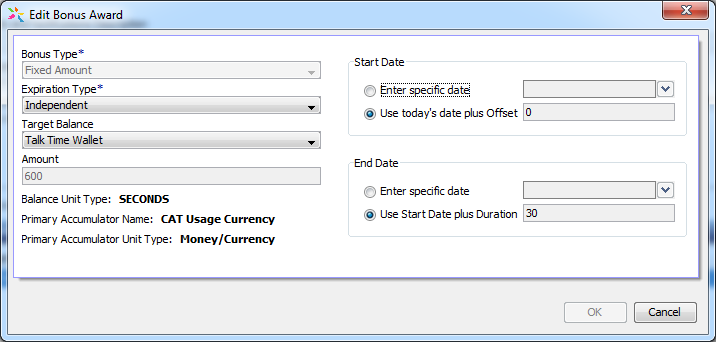 Edit Bonus Award
Bonus Type*
Fixed Amount
Expiration Type*
Independent
Target Balance
Talk Time Wallet
Amount
600
Balance Unit Type: SECONDS
Primary Accumulator Name: CAT Usage Currency
Primary Accumulator Unit Type: Money/Currency
Start Date
Enter specific date
Use today's date plus Offset 0
End Date
Enter specific date
Use Start Date plus Duration 30
OK Cancel